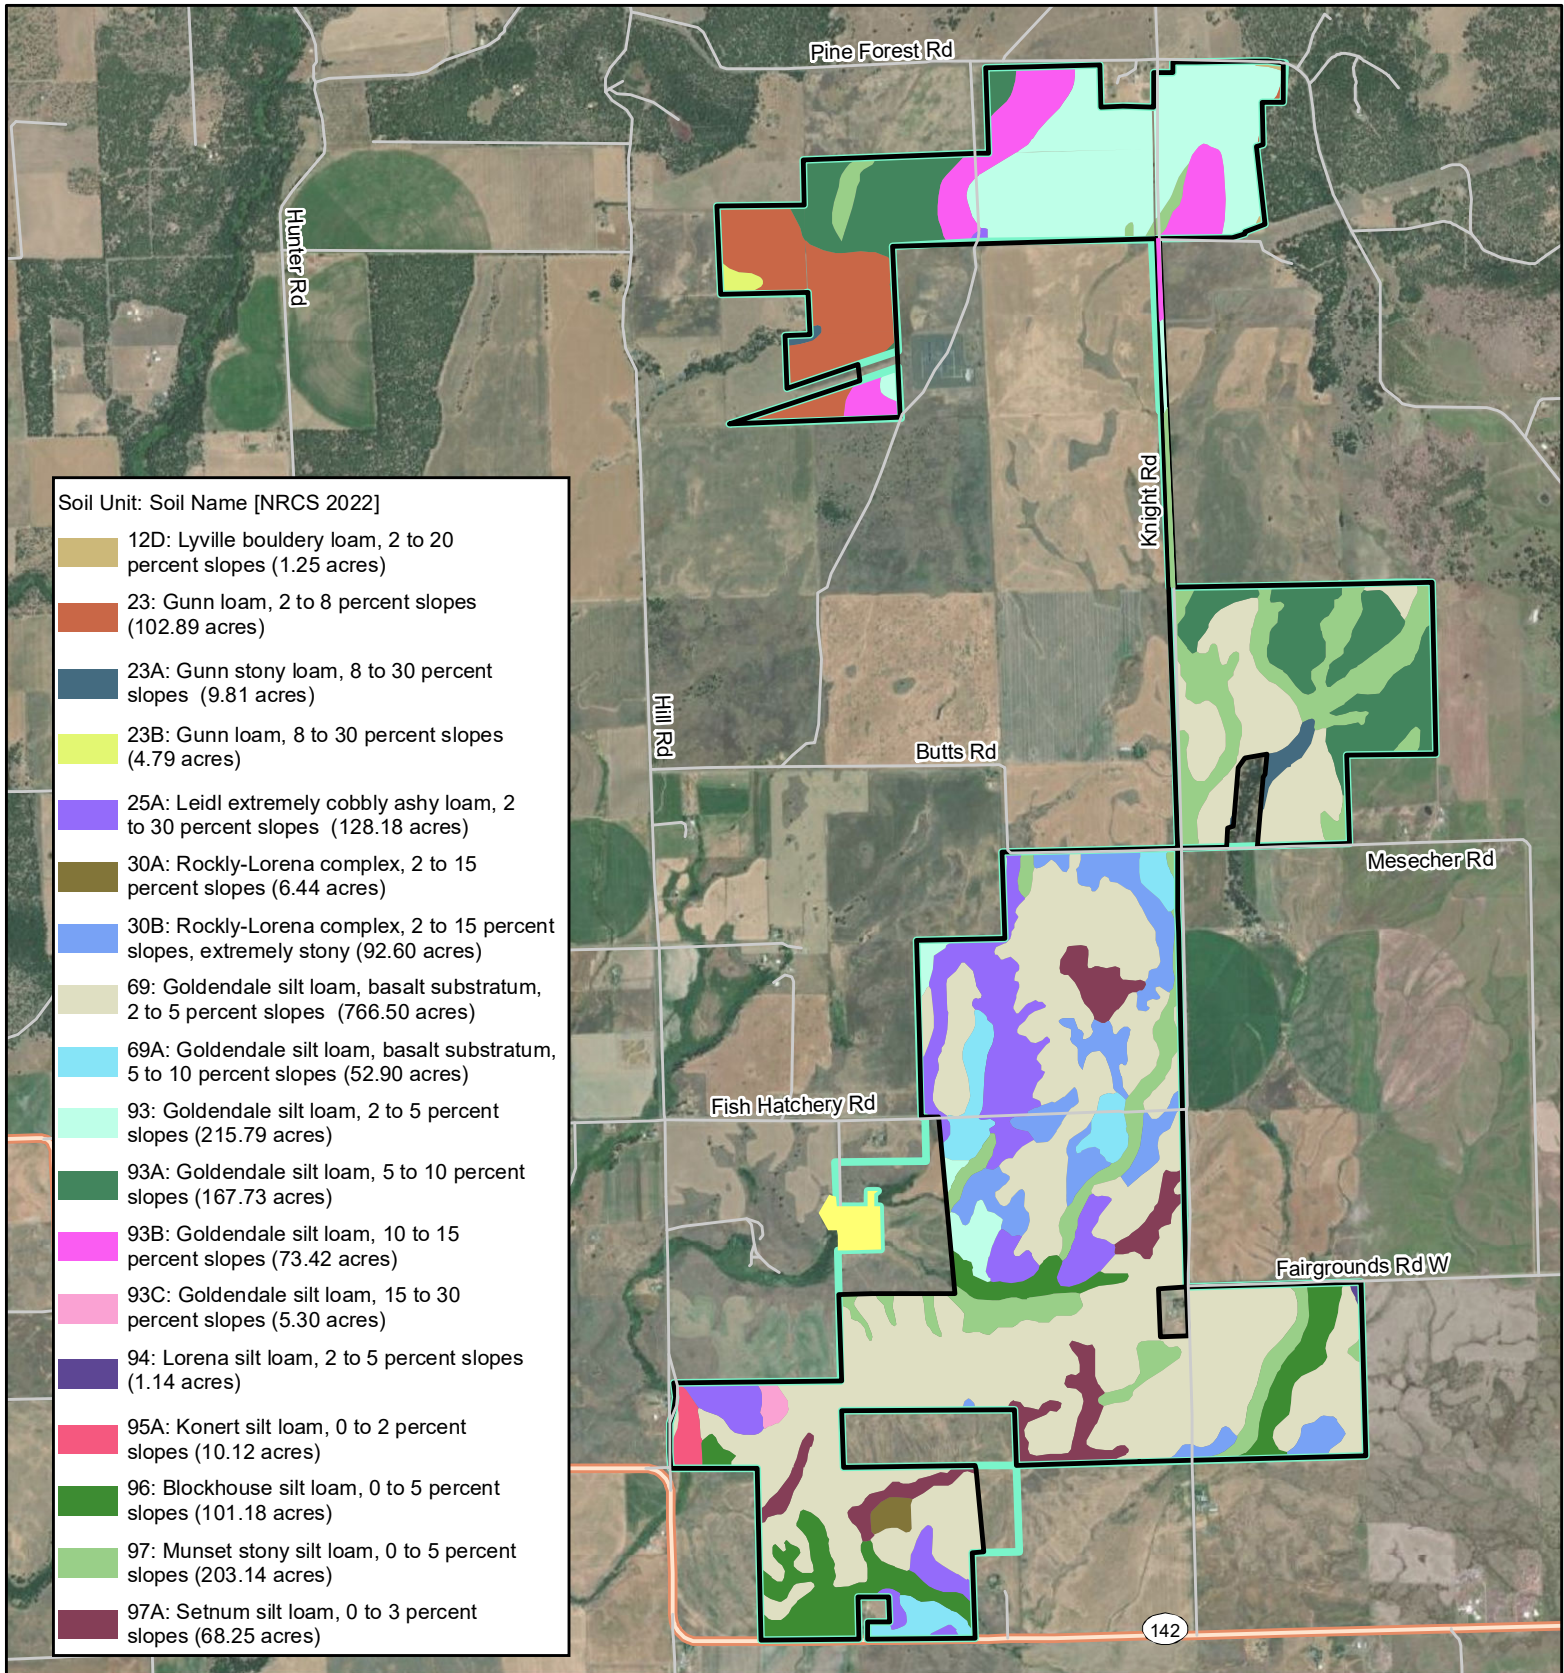 Pine Forest Rd
Hunter Rd
Knight Rd
Hill Rd
Butts Rd
Mesecher Rd
Fish Hatchery Rd
Fairgrounds Rd W
142
Soil Unit: Soil Name [NRCS 2022]
12D: Lyville bouldery loam, 2 to 20
percent slopes (1.25 acres)
23: Gunn loam, 2 to 8 percent slopes
(102.89 acres)
23A: Gunn stony loam, 8 to 30 percent
slopes (9.81 acres)
23B: Gunn loam, 8 to 30 percent slopes
(4.79 acres)
25A: Leidl extremely cobbly ashy loam, 2
to 30 percent slopes (128.18 acres)
30A: Rockly-Lorena complex, 2 to 15
percent slopes (6.44 acres)
30B: Rockly-Lorena complex, 2 to 15 percent
slopes, extremely stony (92.60 acres)
69: Goldendale silt loam, basalt substratum,
2 to 5 percent slopes (766.50 acres)
69A: Goldendale silt loam, basalt substratum,
5 to 10 percent slopes (52.90 acres)
93: Goldendale silt loam, 2 to 5 percent
slopes (215.79 acres)
93A: Goldendale silt loam, 5 to 10 percent
slopes (167.73 acres)
93B: Goldendale silt loam, 10 to 15
percent slopes (73.42 acres)
93C: Goldendale silt loam, 15 to 30
percent slopes (5.30 acres)
94: Lorena silt loam, 2 to 5 percent slopes
(1.14 acres)
95A: Konert silt loam, 0 to 2 percent
slopes (10.12 acres)
96: Blockhouse silt loam, 0 to 5 percent
slopes (101.18 acres)
97: Munset stony silt loam, 0 to 5 percent
slopes (203.14 acres)
97A: Setnum silt loam, 0 to 3 percent
slopes (68.25 acres)